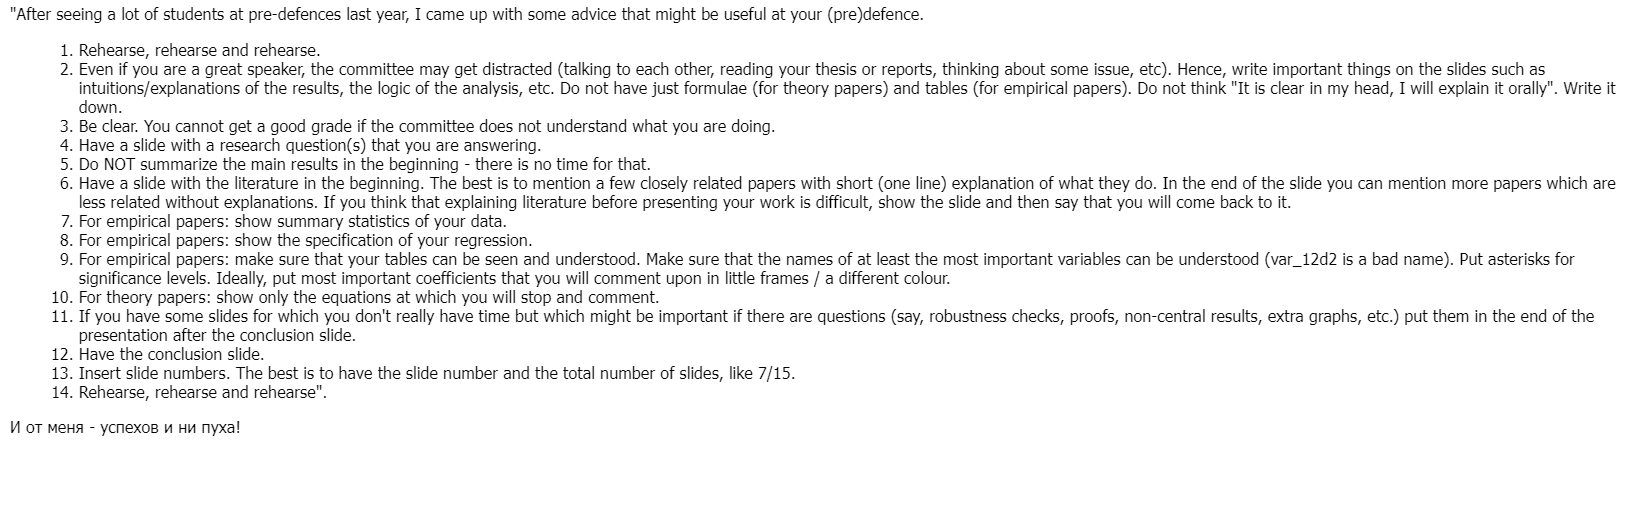 "After seeing a lot of students at pre-defences last year, I came up with some advice that might be useful at your (pre)defence.
1. Rehearse, rehearse and rehearse.
2. Even if you are a great speaker, the committee may get distracted (talking to each other, reading your thesis or reports, thinking about some issue, etc). Hence, write important things on the slides such as
intuitions/explanations of the results, the logic of the analysis, etc. Do not have just formulae (for theory papers) and tables (for empirical papers). Do not think "It is clear in my head, I will explain it orally". Write it
down.
3. Be clear. You cannot get a good grade if the committee does not understand what you are doing.
4. Have a slide with a research question(s) that you are answering.
5. Do NOT summarize the main results in the beginning - there is no time for that.
6. Have a slide with the literature in the beginning. The best is to mention a few closely related papers with short (one line) explanation of what they do. In the end of the slide you can mention more papers which are
less related without explanations. If you think that explaining literature before presenting your work is difficult, show the slide and then say that you will come back to it.
7. For empirical papers: show summary statistics of your data.
8. For empirical papers: show the specification of your regression.
9. For empirical papers: make sure that your tables can be seen and understood. Make sure that the names of at least the most important variables can be understood (var_12d2 is a bad name). Put asterisks for
significance levels. Ideally, put most important coefficients that you will comment upon in little frames / a different colour.
10. For theory papers: show only the equations at which you will stop and comment.
11. If you have some slides for which you don't really have time but which might be important if there are questions (say, robustness checks, proofs, non-central results, extra graphs, etc.) put them in the end of the
presentation after the conclusion slide.
12. Have the conclusion slide.
13. Insert slide numbers. The best is to have the slide number and the total number of slides, like 7/15.
14. Rehearse, rehearse and rehearse".
И от меня - успехов и ни пуха!